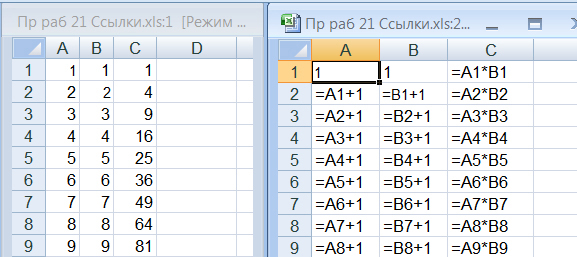 Пр раб 21 Ссылки.xls:1 [Режим ...
A B C D
1 1 1 1
2 2 2 4
3 3 3 9
4 4 4 16
5 5 5 25
6 6 6 36
7 7 7 49
8 8 8 64
9 9 9 81
Пр раб 21 Ссылки.xls:2...
A B C
1 1 1 =A1*B1
2 =A1+1 =B1+1 =A2*B2
3 =A2+1 =B2+1 =A3*B3
4 =A3+1 =B3+1 =A4*B4
5 =A4+1 =B4+1 =A5*B5
6 =A5+1 =B5+1 =A6*B6
7 =A6+1 =B6+1 =A7*B7
8 =A7+1 =B7+1 =A8*B8
9 =A8+1 =B8+1 =A9*B9